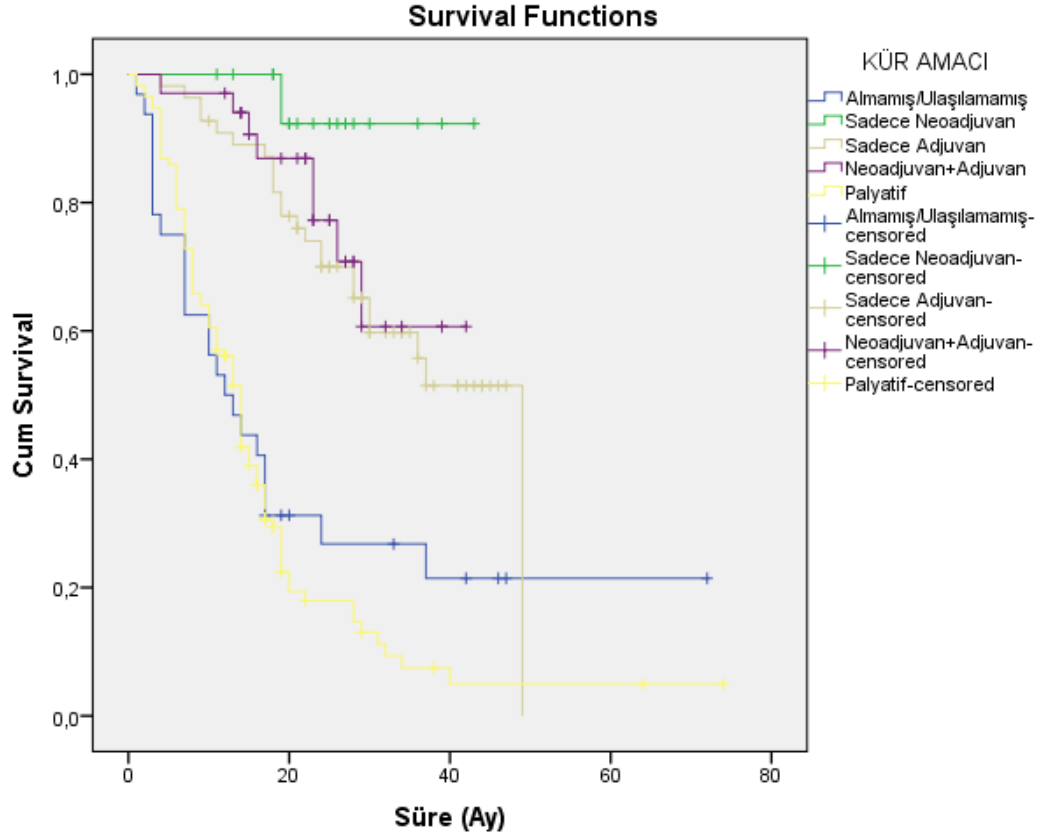 Survival Functions
KÜR AMACI
Almamış/Ulaşılamamış
Sadece Neoadjuvan
Sadece Adjuvan
Neoadjuvan+Adjuvan
Palyatif
Almamış/Ulaşılamamış-
censored
Sadece Neoadjuvan-
censored
Sadece Adjuvan-
censored
Neoadjuvan+Adjuvan-
censored
Palyatif-censored
Cum Survival
1,0
0,8
0,6
0,4
0,2
0,0
0 20 40 60 80
Süre (Ay)